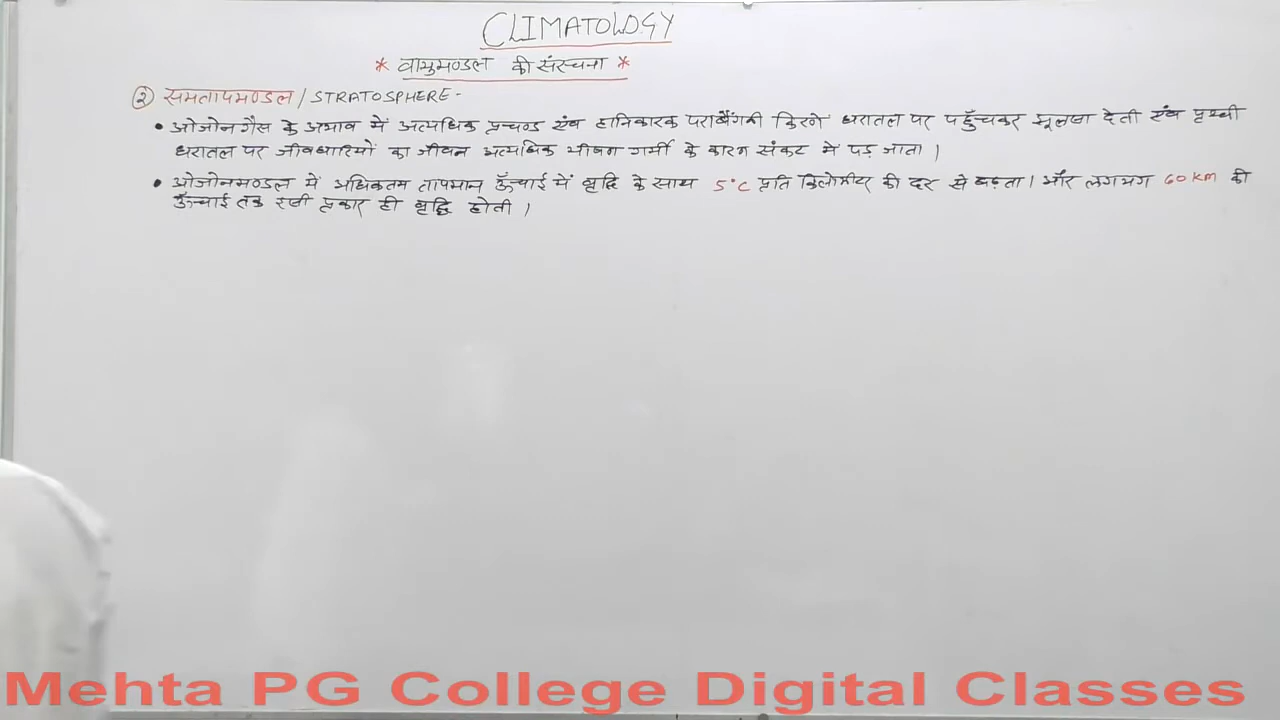 CLIMATOLOGY
* वायुमण्डल की संरचना *
② समतापमण्डल / STRATOSPHERE -
• ओजोन गैस के अभाव में अत्यधिक प्रचण्ड एंव हानिकारक पराबैंगनी किरणे धरातल पर पहुँचकर झूलसा देती एंव पृथ्वी
धरातल पर जीवधारियों का जीवन अत्यधिक भीषण गर्मी के कारण संकट में पड़ जाता।
• ओजोनमण्डल में अधिकतम तापमान ऊँचाई में वृद्धि के साथ 5°C प्रति किलोमीटर की दर से बढ़ता। और लगभग 60 KM की
ऊँचाई तक इसी प्रकार ही वृद्धि होती।
Mehta PG College Digital Classes